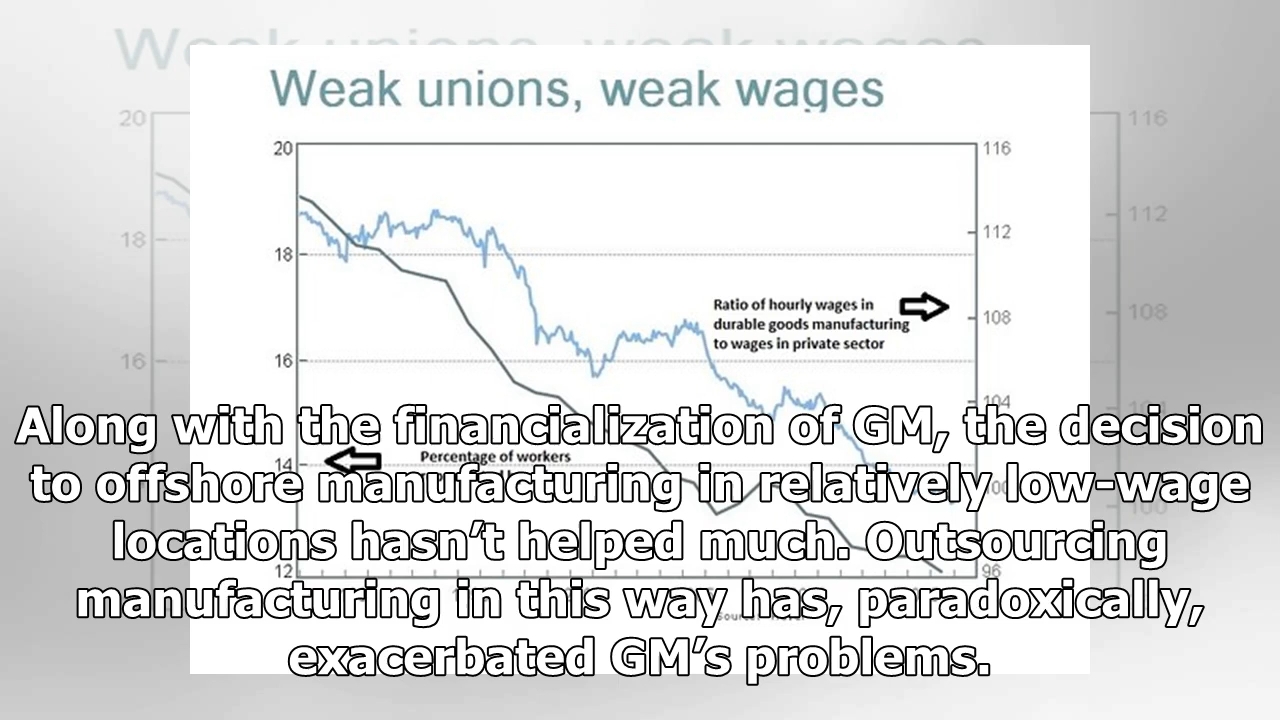 Weak unions, weak wages
20
116
18
112
Ratio of hourly wages in
durable goods manufacturing
to wages in private sector
108
16
104
Along with the financialization of GM, the decision
Percentage of workers
14
to offshore manufacturing in relatively low-wage
locations hasn’t helped much. Outsourcing
12
96
manufacturing in this way has, paradoxically,
exacerbated GM’s problems.